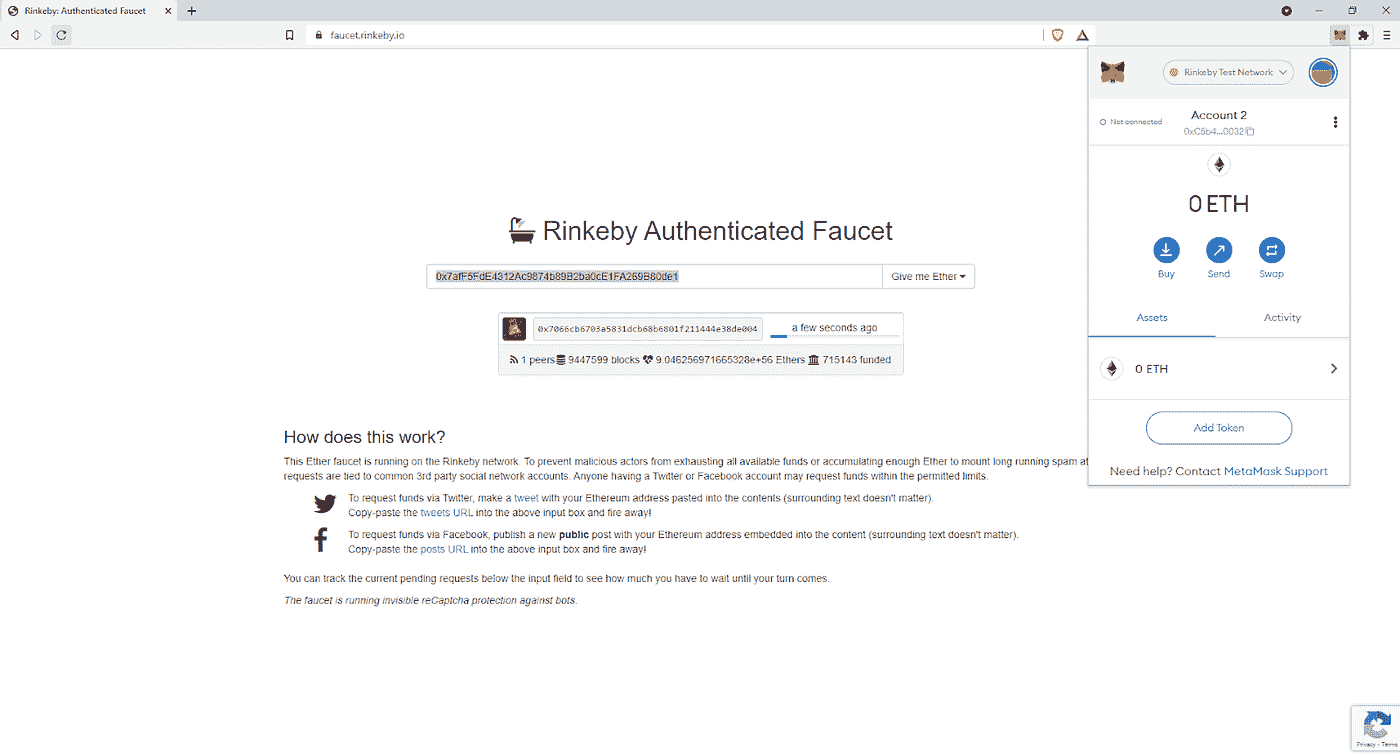 Rinkeby: Authenticated Faucet
faucet.rinkeby.io
Rinkeby Test Network
Not connected
Account 2
0xC5b4...0032
0 ETH
Buy Send Swap
Assets Activity
0 ETH
Add Token
Need help? Contact MetaMask Support
Rinkeby Authenticated Faucet
0x7afF5FdE4312Ac9874b89B2ba0cE1FA269B80de1
Give me Ether
0x7066cb6703a5831dcb68b6801f211444e38de004
a few seconds ago
1 peers 9447599 blocks 9.046256971665328e+56 Ethers 715143 funded
How does this work?
This Ether faucet is running on the Rinkeby network. To prevent malicious actors from exhausting all available funds or accumulating enough Ether to mount long running spam at
requests are tied to common 3rd party social network accounts. Anyone having a Twitter or Facebook account may request funds within the permitted limits.
To request funds via Twitter, make a tweet with your Ethereum address pasted into the contents (surrounding text doesn't matter).
Copy-paste the tweets URL into the above input box and fire away!
To request funds via Facebook, publish a new public post with your Ethereum address embedded into the content (surrounding text doesn't matter).
Copy-paste the posts URL into the above input box and fire away!
You can track the current pending requests below the input field to see how much you have to wait until your turn comes.
The faucet is running invisible reCaptcha protection against bots.
Privacy - Terms